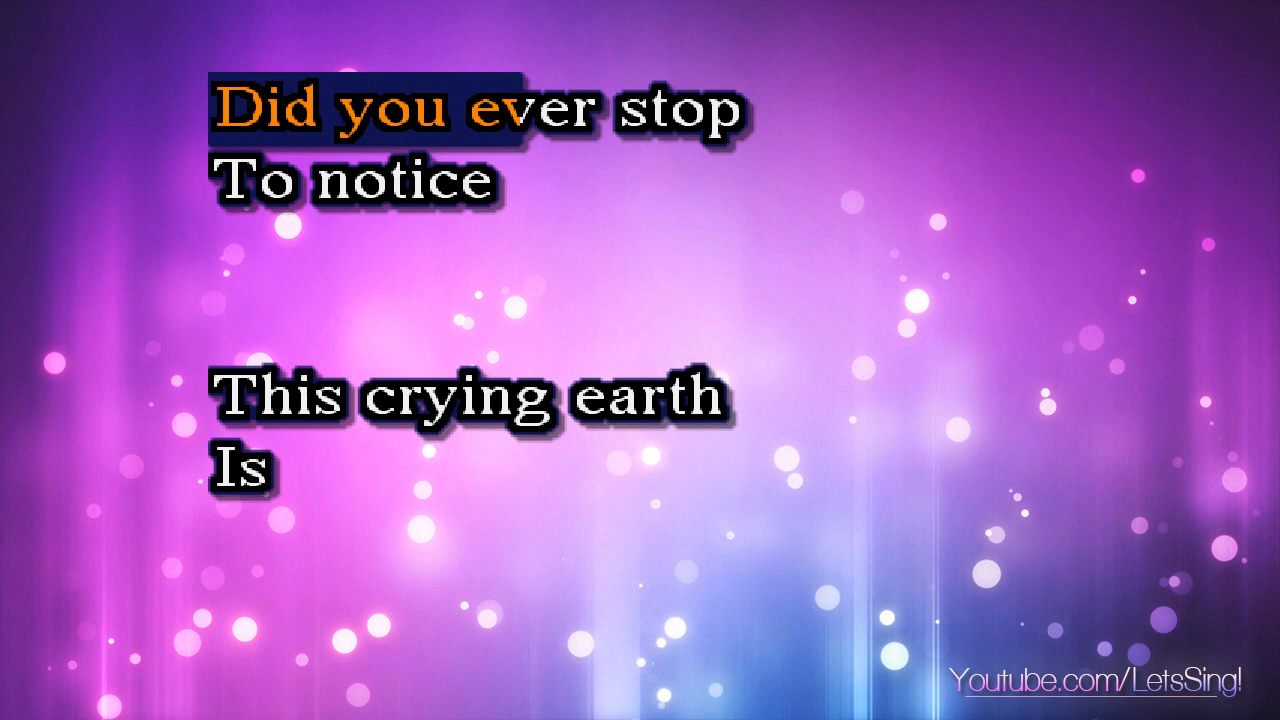 Did you ever stop
To notice
This crying earth
Is
Youtube.com/LetsSing!